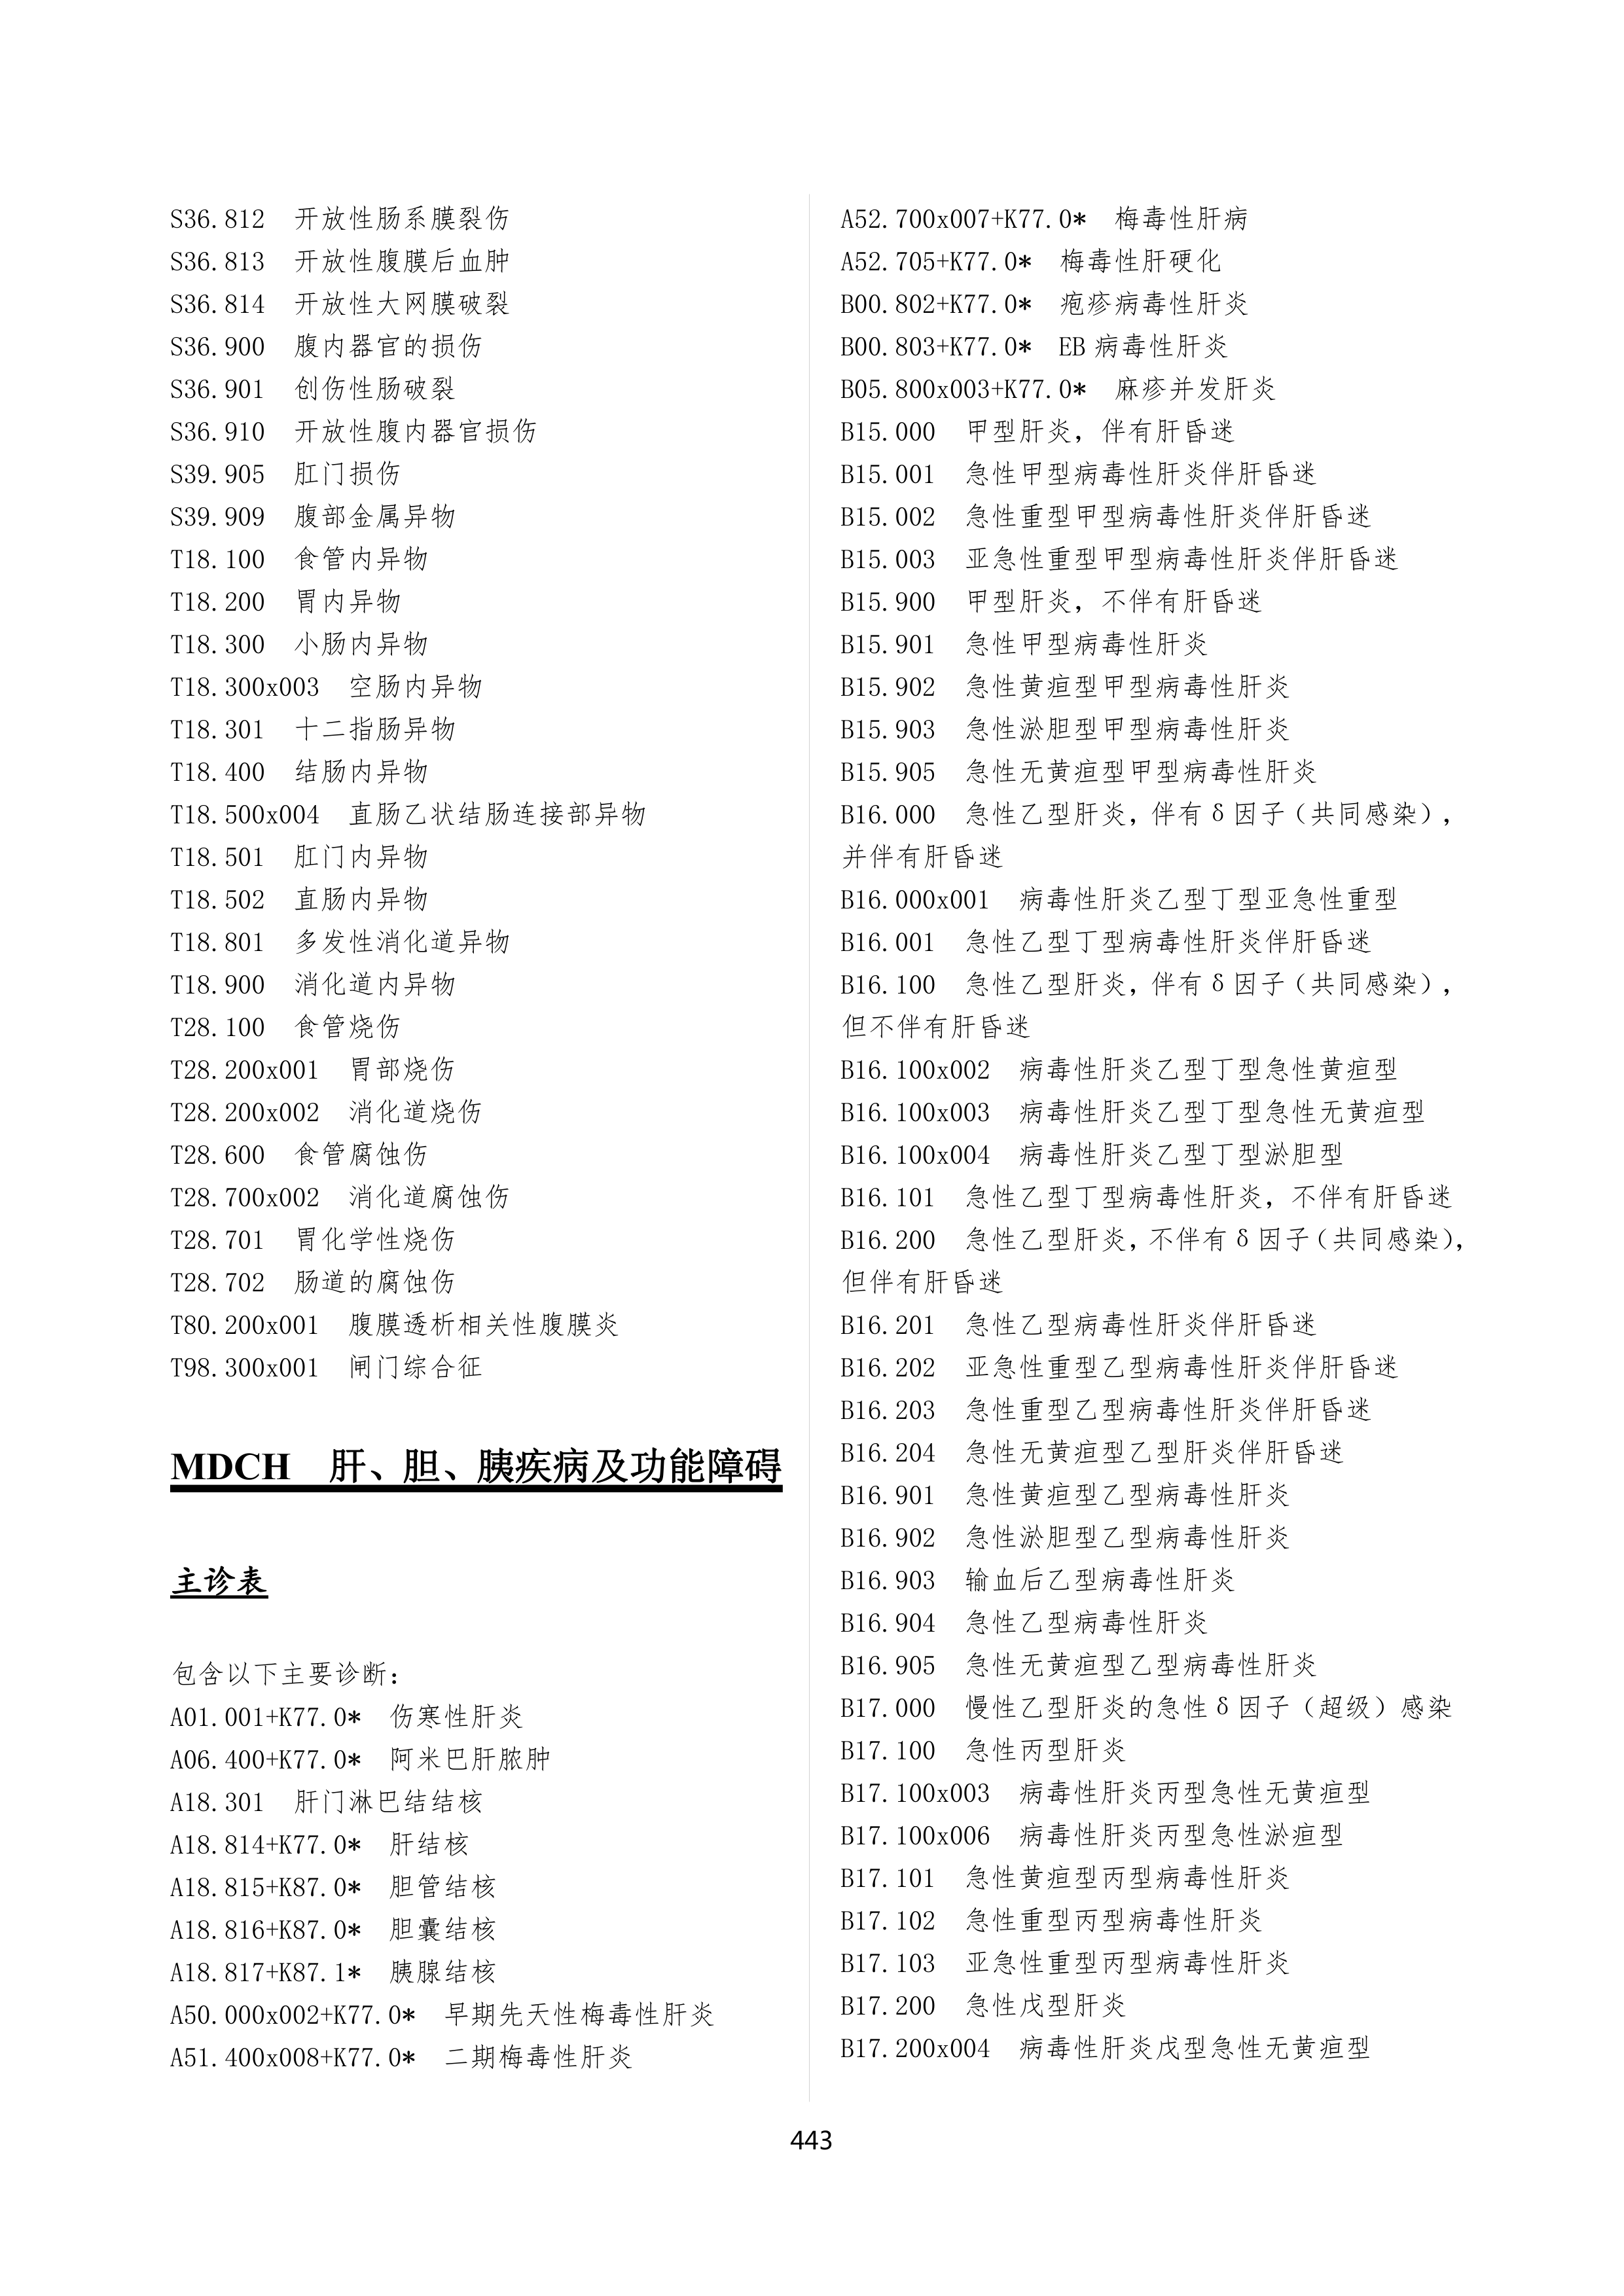 S36.812 开放性肠系膜裂伤
S36.813 开放性腹膜后血肿
S36.814 开放性大网膜破裂
S36.900 腹内器官的损伤
S36.901 创伤性肠破裂
S36.910 开放性腹内器官损伤
S39.905 肛门损伤
S39.909 腹部金属异物
T18.100 食管内异物
T18.200 胃内异物
T18.300 小肠内异物
T18.300x003 空肠内异物
T18.301 十二指肠异物
T18.400 结肠内异物
T18.500x004 直肠乙状结肠连接部异物
T18.501 肛门内异物
T18.502 直肠内异物
T18.801 多发性消化道异物
T18.900 消化道内异物
T28.100 食管烧伤
T28.200x001 胃部烧伤
T28.200x002 消化道烧伤
T28.600 食管腐蚀伤
T28.700x002 消化道腐蚀伤
T28.701 胃化学性烧伤
T28.702 肠道的腐蚀伤
T80.200x001 腹膜透析相关性腹膜炎
T98.300x001 闸门综合征
MDCH 肝、胆、胰疾病及功能障碍
主诊表
包含以下主要诊断:
A01.001+K77.0* 伤寒性肝炎
A06.400+K77.0* 阿米巴肝脓肿
A18.301 肝门淋巴结结核
A18.814+K77.0* 肝结核
A18.815+K87.0* 胆管结核
A18.816+K87.0* 胆囊结核
A18.817+K87.1* 胰腺结核
A50.000x002+K77.0* 早期先天性梅毒性肝炎
A51.400x008+K77.0* 二期梅毒性肝炎
A52.700x007+K77.0* 梅毒性肝病
A52.705+K77.0* 梅毒性肝硬化
B00.802+K77.0* 疱疹病毒性肝炎
B00.803+K77.0* EB 病毒性肝炎
B05.800x003+K77.0* 麻疹并发肝炎
B15.000 甲型肝炎，伴有肝昏迷
B15.001 急性甲型病毒性肝炎伴肝昏迷
B15.002 急性重型甲型病毒性肝炎伴肝昏迷
B15.003 亚急性重型甲型病毒性肝炎伴肝昏迷
B15.900 甲型肝炎，不伴有肝昏迷
B15.901 急性甲型病毒性肝炎
B15.902 急性黄疸型甲型病毒性肝炎
B15.903 急性淤胆型甲型病毒性肝炎
B15.905 急性无黄疸型甲型病毒性肝炎
B16.000 急性乙型肝炎，伴有δ因子（共同感染），
并伴有肝昏迷
B16.000x001 病毒性肝炎乙型丁型亚急性重型
B16.001 急性乙型丁型病毒性肝炎伴肝昏迷
B16.100 急性乙型肝炎，伴有δ因子（共同感染），
但不伴有肝昏迷
B16.100x002 病毒性肝炎乙型丁型急性黄疸型
B16.100x003 病毒性肝炎乙型丁型急性无黄疸型
B16.100x004 病毒性肝炎乙型丁型淤胆型
B16.101 急性乙型丁型病毒性肝炎，不伴有肝昏迷
B16.200 急性乙型肝炎，不伴有δ因子（共同感染），
但伴有肝昏迷
B16.201 急性乙型病毒性肝炎伴肝昏迷
B16.202 亚急性重型乙型病毒性肝炎伴肝昏迷
B16.203 急性重型乙型病毒性肝炎伴肝昏迷
B16.204 急性无黄疸型乙型肝炎伴肝昏迷
B16.901 急性黄疸型乙型病毒性肝炎
B16.902 急性淤胆型乙型病毒性肝炎
B16.903 输血后乙型病毒性肝炎
B16.904 急性乙型病毒性肝炎
B16.905 急性无黄疸型乙型病毒性肝炎
B17.000 慢性乙型肝炎的急性δ因子（超级）感染
B17.100 急性丙型肝炎
B17.100x003 病毒性肝炎丙型急性无黄疸型
B17.100x006 病毒性肝炎丙型急性淤疸型
B17.101 急性黄疸型丙型病毒性肝炎
B17.102 急性重型丙型病毒性肝炎
B17.103 亚急性重型丙型病毒性肝炎
B17.200 急性戊型肝炎
B17.200x004 病毒性肝炎戊型急性无黄疸型
443